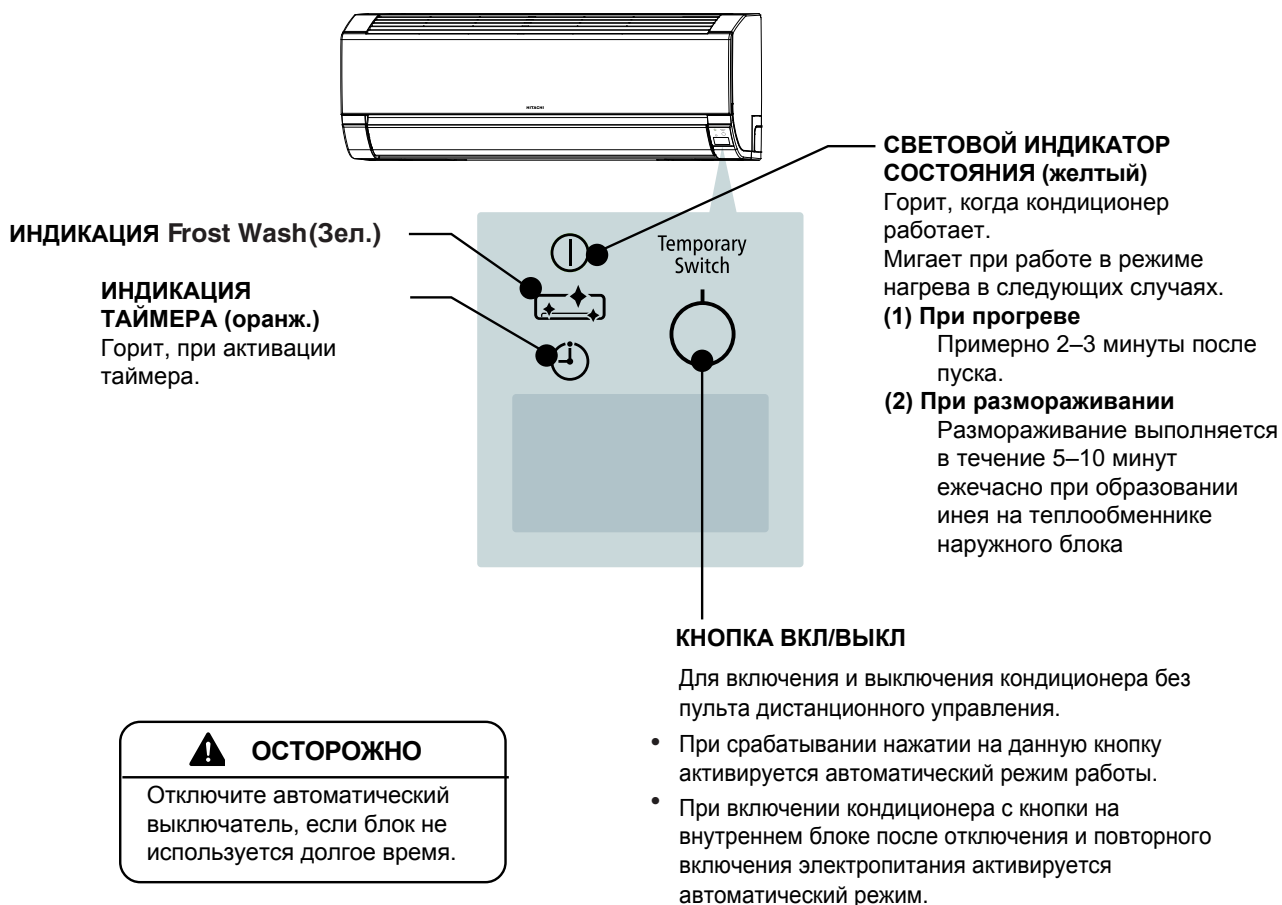 HITACHI
СВЕТОВОЙ ИНДИКАТОР
СОСТОЯНИЯ (желтый)
Горит, когда кондиционер
работает.
Мигает при работе в режиме
нагрева в следующих случаях.
(1) При прогреве
Примерно 2–3 минуты после
пуска.
(2) При размораживании
Размораживание выполняется
в течение 5–10 минут
ежечасно при образовании
инея на теплообменнике
наружного блока
ИНДИКАЦИЯ Frost Wash(Зел.)
ИНДИКАЦИЯ
ТАЙМЕРА (оранж.)
Горит, при активации
таймера.
Temporary
Switch
КНОПКА ВКЛ/ВЫКЛ
Для включения и выключения кондиционера без
пульта дистанционного управления.
• При срабатывании нажатии на данную кнопку
активируется автоматический режим работы.
• При включении кондиционера с кнопки на
внутреннем блоке после отключения и повторного
включения электропитания активируется
автоматический режим.
ОСТОРОЖНО
Отключите автоматический
выключатель, если блок не
используется долгое время.